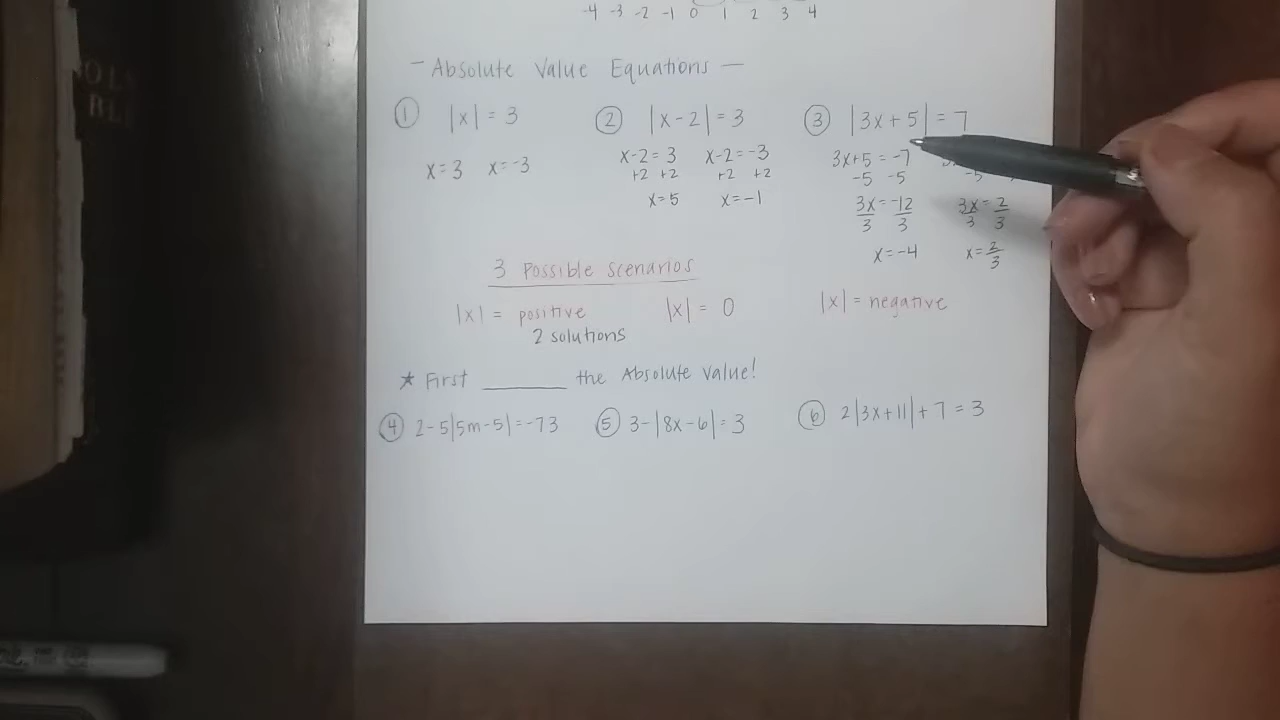 -4 -3 -2 -1 0 1 2 3 4
- Absolute Value Equations -
① |x| = 3
x=3 x=-3
② |x-2| = 3
x-2=3 x-2=-3
+2 +2 +2 +2
x=5 x=-1
③ |3x+5| = 7
3x+5=-7
-5 -5 -5
3x=-12 3x=2
3 3 3 3
x=-4 x=2
3
3 Possible Scenarios
|x| = positive |x| = 0 |x| = negative
2 solutions
★ First ______ the Absolute Value!
④ 2-5|5m-5|=-73 ⑤ 3-|8x-6|=3 ⑥ 2|3x+11|+7=3